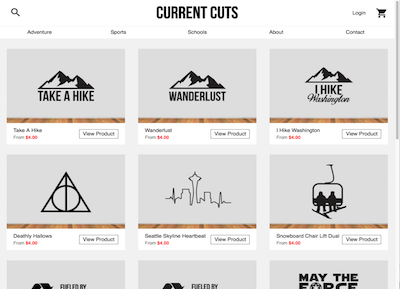 CURRENT CUTS
Login
Adventure Sports Schools About Contact
TAKE A HIKE
WANDERLUST
I HIKE
Washington
Take A Hike
From $4.00
View Product
Wanderlust
From $4.00
View Product
I Hike Washington
From $4.00
View Product
Deathly Hallows
From $4.00
View Product
Seattle Skyline Heartbeat
From $4.00
View Product
Snowboard Chair Lift Dual
From $4.00
View Product
FUELED BY
FUELED BY
MAY THE
FORCE